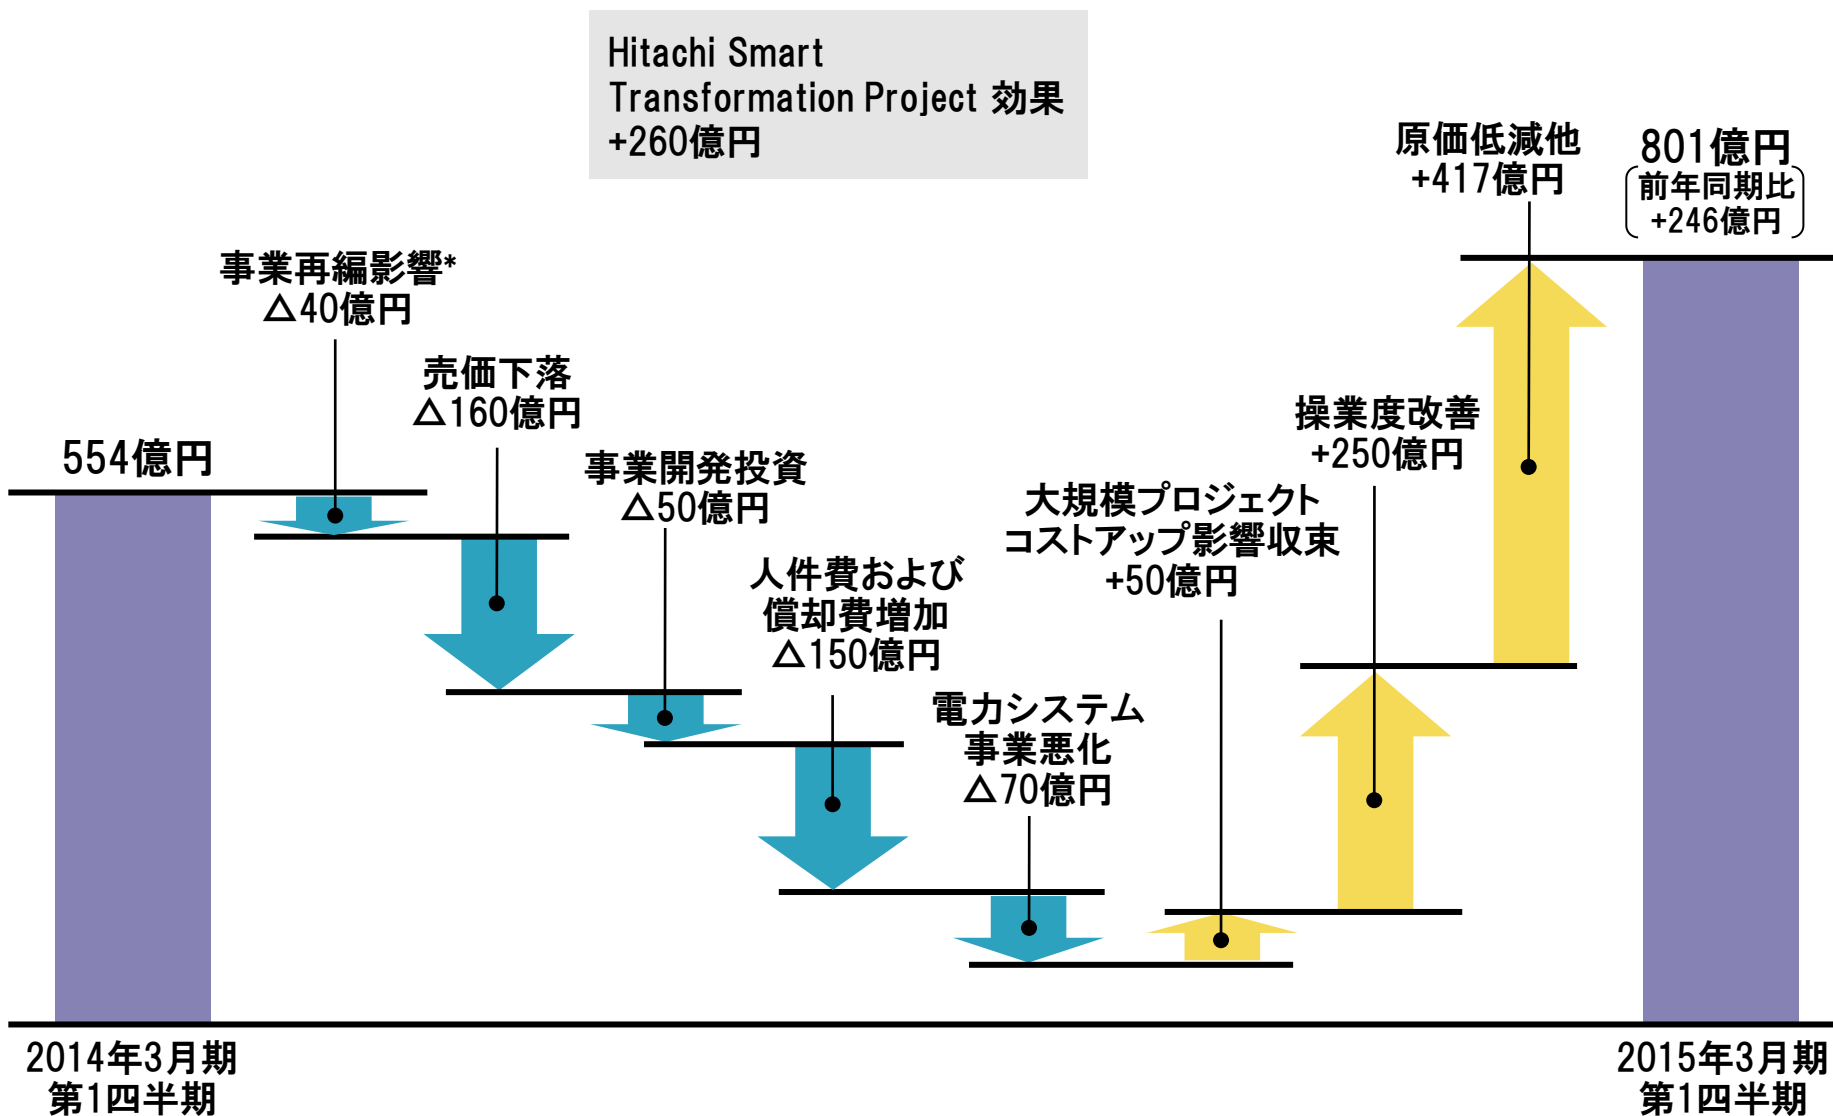 Hitachi Smart
Transformation Project 効果
+260億円
原価低減他
+417億円
801億円
前年同期比
+246億円
事業再編影響*
△40億円
売価下落
△160億円
操業度改善
+250億円
554億円
事業開発投資
△50億円
大規模プロジェクト
コストアップ影響収束
+50億円
人件費および
償却費増加
△150億円
電力システム
事業悪化
△70億円
2014年3月期
第1四半期
2015年3月期
第1四半期